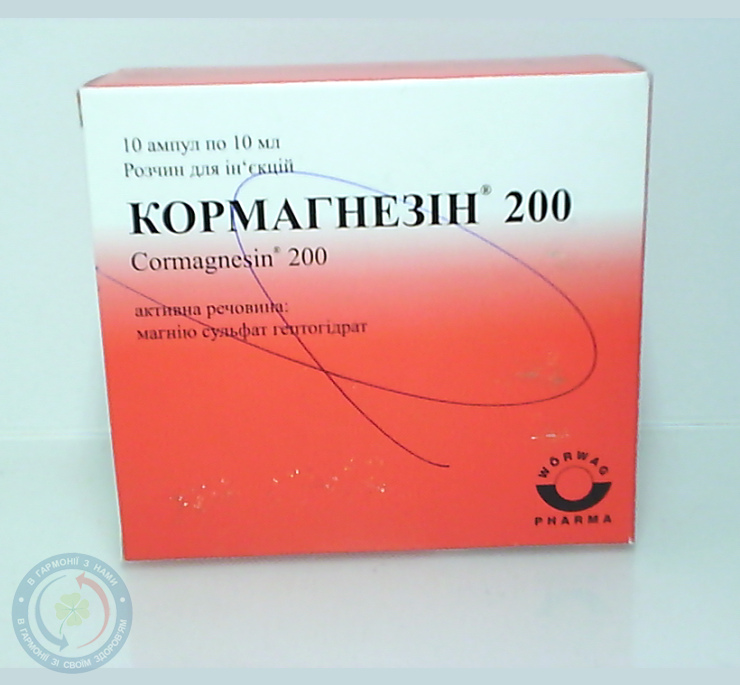 10 ампул по 10 мл
Розчин для ін'єкцій
КОРМАГНЕЗІН® 200
Cormagnesin® 200
активна речовина:
магнію сульфат гептогідрат
WÖRWAG
PHARMA
В ГАРМОНІЇ З НАМИ
В ГАРМОНІЇ ЗІ СВОЇМ ЗДОРОВ'ЯМ